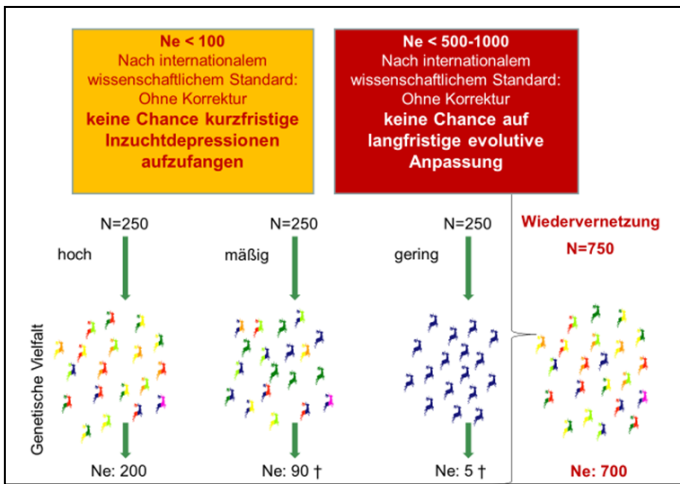 Ne < 100
Nach internationalem
wissenschaftlichem Standard:
Ohne Korrektur
keine Chance kurzfristige
Inzuchtdepressionen
aufzufangen
Ne < 500-1000
Nach internationalem
wissenschaftlichem Standard:
Ohne Korrektur
keine Chance auf
langfristige evolutive
Anpassung
N=250
N=250
N=250
Wiedervernetzung
N=750
hoch
mäßig
gering
Genetische Vielfalt
Ne: 200
Ne: 90 †
Ne: 5 †
Ne: 700